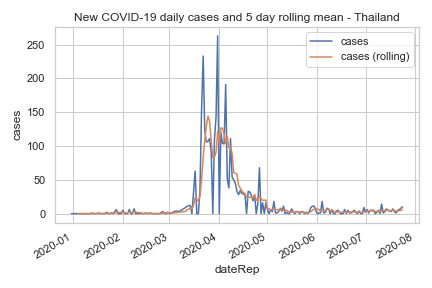 New COVID-19 daily cases and 5 day rolling mean - Thailand
cases
cases (rolling)
cases
250
200
150
100
50
0
2020-01
2020-02
2020-03
2020-04
2020-05
2020-06
2020-07
2020-08
dateRep